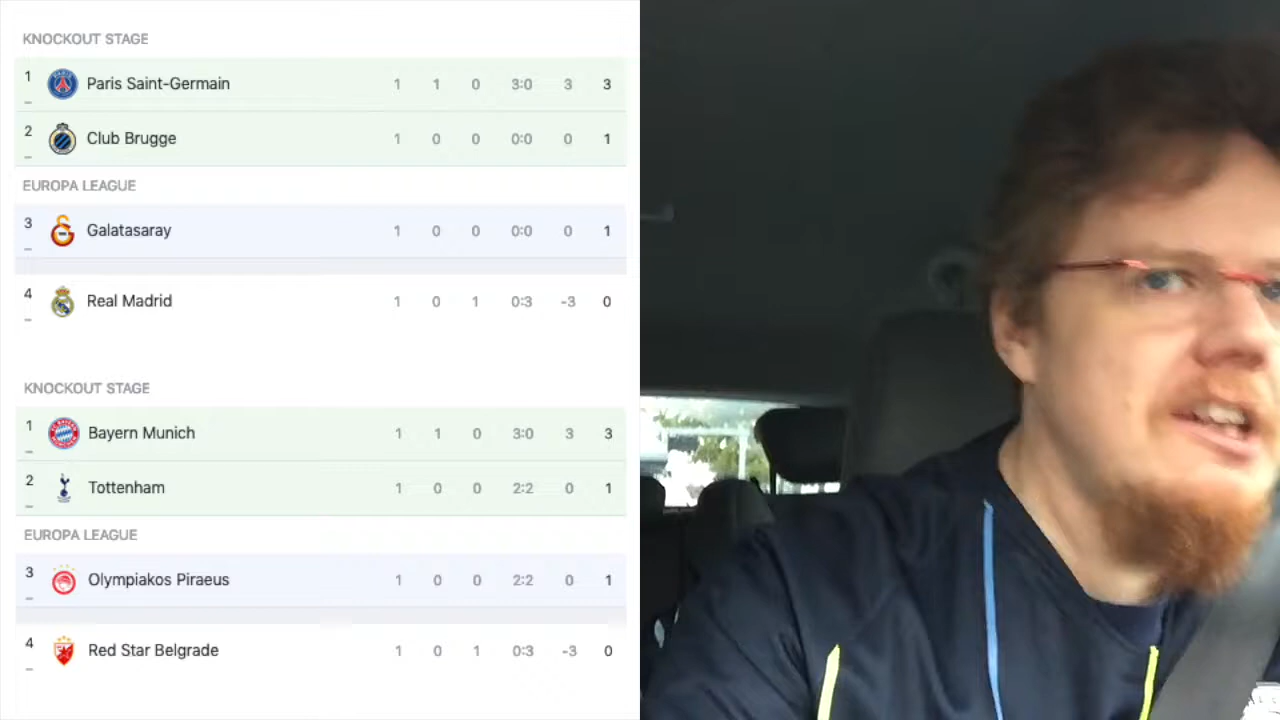 KNOCKOUT STAGE
1 Paris Saint-Germain 1 1 0 3:0 3 3
2 Club Brugge 1 0 0 0:0 0 1
EUROPA LEAGUE
3 Galatasaray 1 0 0 0:0 0 1
4 Real Madrid 1 0 1 0:3 -3 0
KNOCKOUT STAGE
1 Bayern Munich 1 1 0 3:0 3 3
2 Tottenham 1 0 0 2:2 0 1
EUROPA LEAGUE
3 Olympiakos Piraeus 1 0 0 2:2 0 1
4 Red Star Belgrade 1 0 1 0:3 -3 0